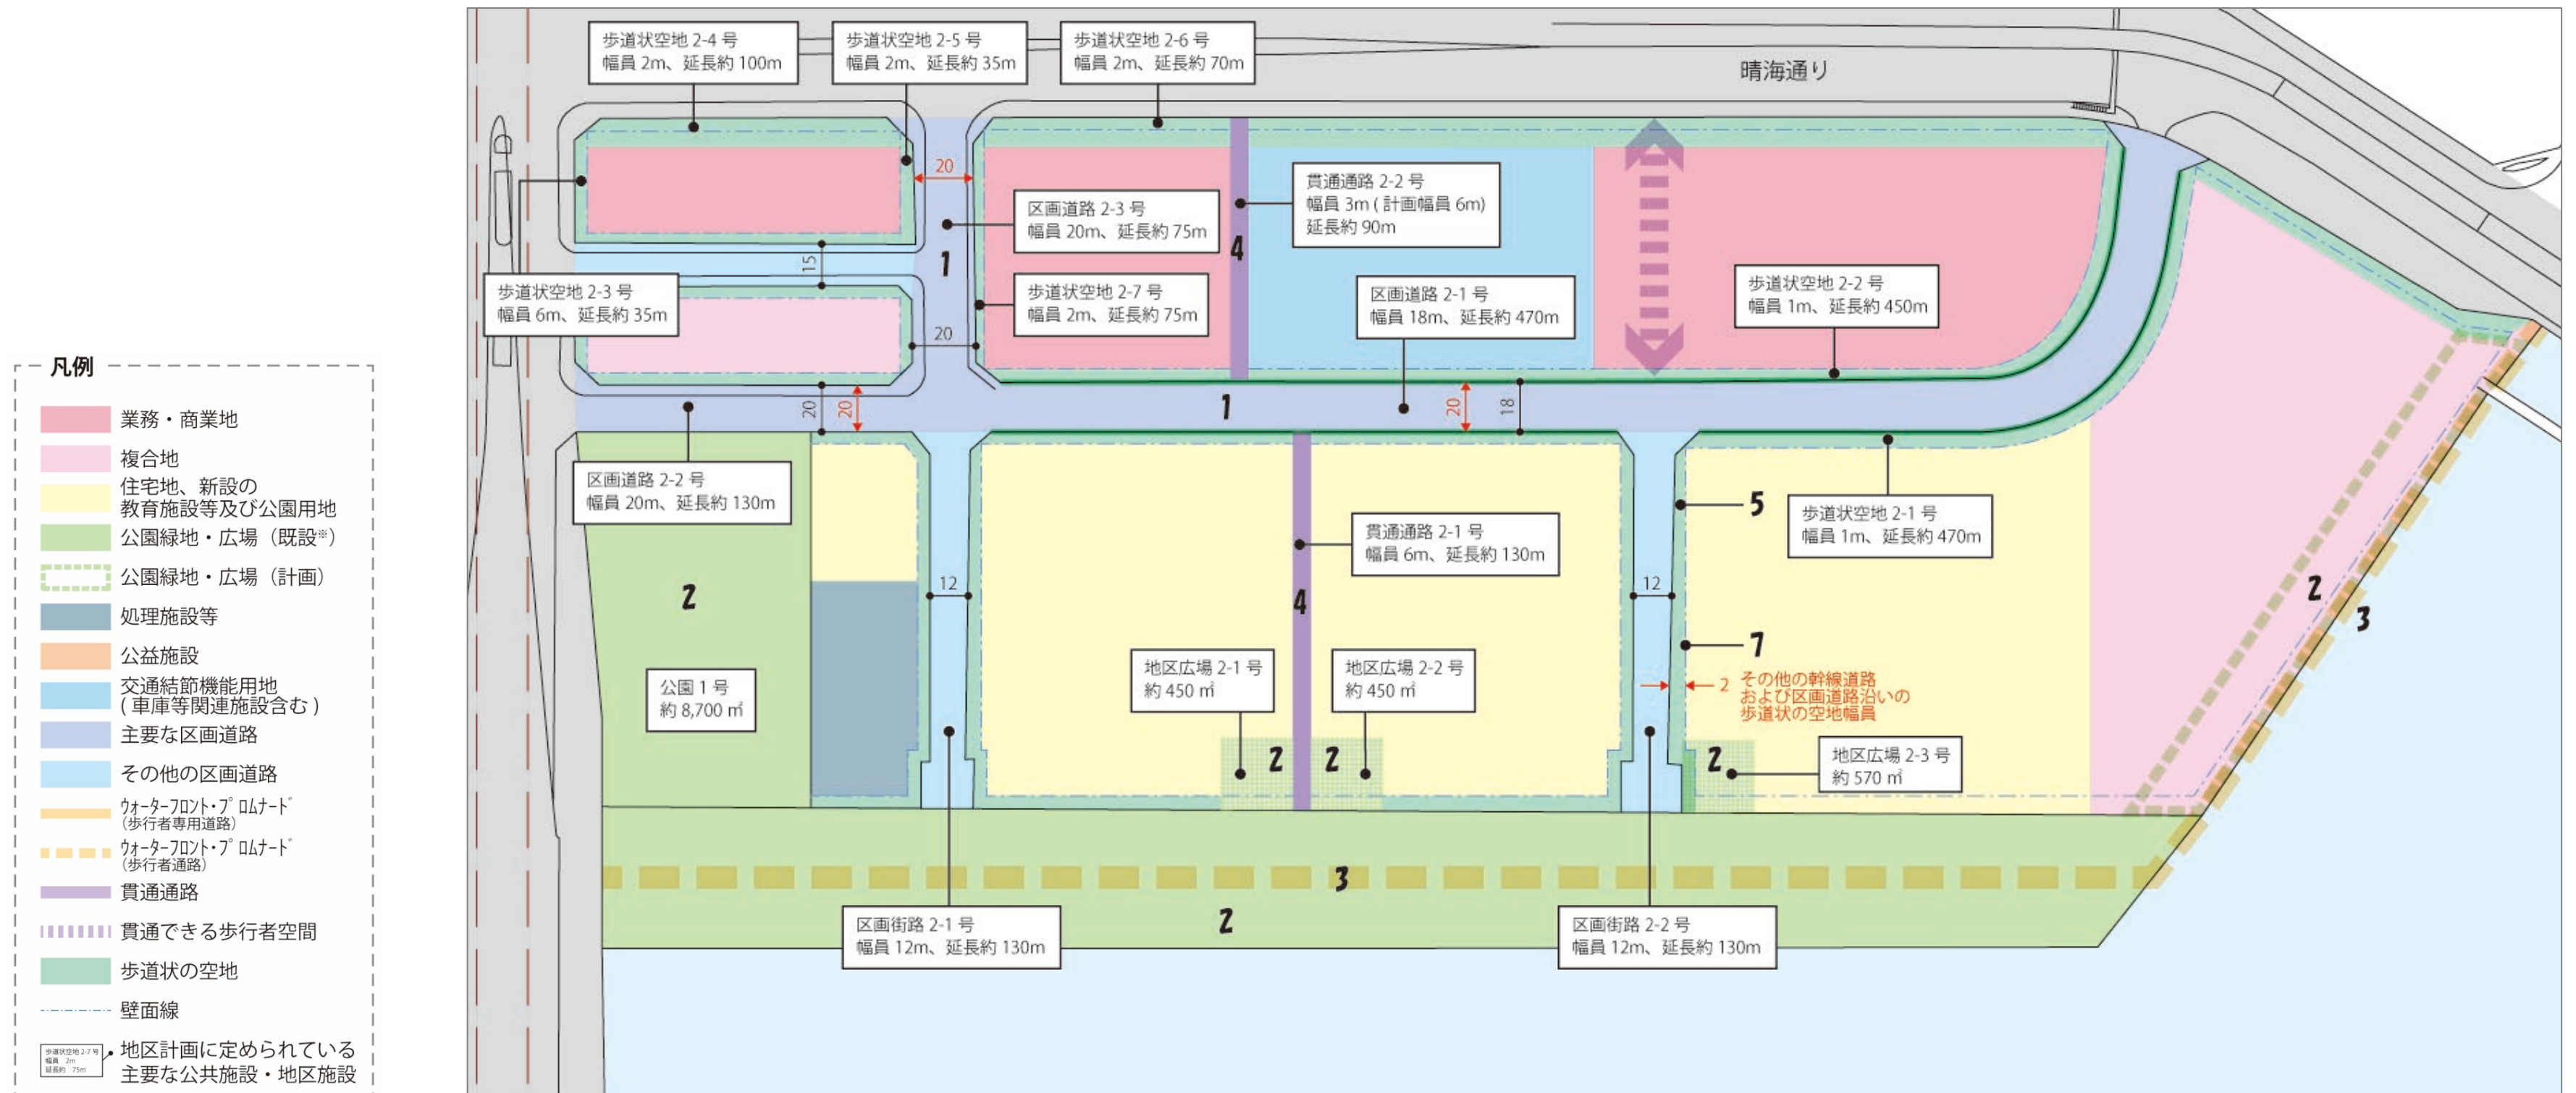 歩道状空地 2-4 号
幅員 2m、延長約 100m
歩道状空地 2-5 号
幅員 2m、延長約 35m
歩道状空地 2-6 号
幅員 2m、延長約 70m
晴海通り
20
区画道路 2-3 号
幅員 20m、延長約 75m
貫通通路 2-2 号
幅員 3m ( 計画幅員 6m)
延長約 90m
1
4
15
歩道状空地 2-3 号
幅員 6m、延長約 35m
歩道状空地 2-7 号
幅員 2m、延長約 75m
区画道路 2-1 号
幅員 18m、延長約 470m
歩道状空地 2-2 号
幅員 1m、延長約 450m
20
20
20
1
20
18
区画道路 2-2 号
幅員 20m、延長約 130m
5
歩道状空地 2-1 号
幅員 1m、延長約 470m
貫通通路 2-1 号
幅員 6m、延長約 130m
2
12
4
12
2
3
7
公園 1 号
約 8,700 ㎡
地区広場 2-1 号
約 450 ㎡
地区広場 2-2 号
約 450 ㎡
2
その他の幹線道路
および区画道路沿いの
歩道状の空地幅員
2
2
2
地区広場 2-3 号
約 570 ㎡
3
2
区画街路 2-1 号
幅員 12m、延長約 130m
区画街路 2-2 号
幅員 12m、延長約 130m
凡例
業務・商業地
複合地
住宅地、新設の
教育施設等及び公園用地
公園緑地・広場（既設※）
公園緑地・広場（計画）
処理施設等
公益施設
交通結節機能用地
( 車庫等関連施設含む )
主要な区画道路
その他の区画道路
ｳｫｰﾀｰﾌﾛﾝﾄ・ﾌﾟﾛﾑﾅｰﾄﾞ
（歩行者専用道路）
ｳｫｰﾀｰﾌﾛﾝﾄ・ﾌﾟﾛﾑﾅｰﾄﾞ
（歩行者通路）
貫通通路
貫通できる歩行者空間
歩道状の空地
壁面線
歩道状空地 2-7 号
幅員 2m
延長約 75m
地区計画に定められている
主要な公共施設・地区施設